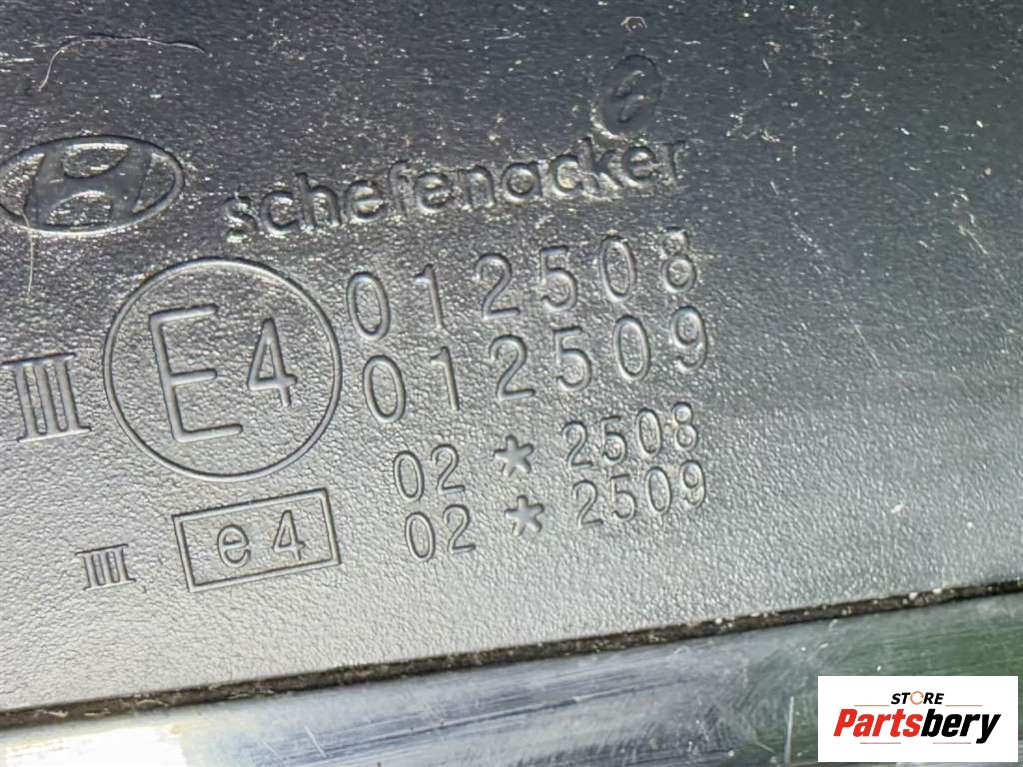 schefenacker
III E4 012508
012509
02 * 2508
III e4 02 * 2509
STORE
Partsbery